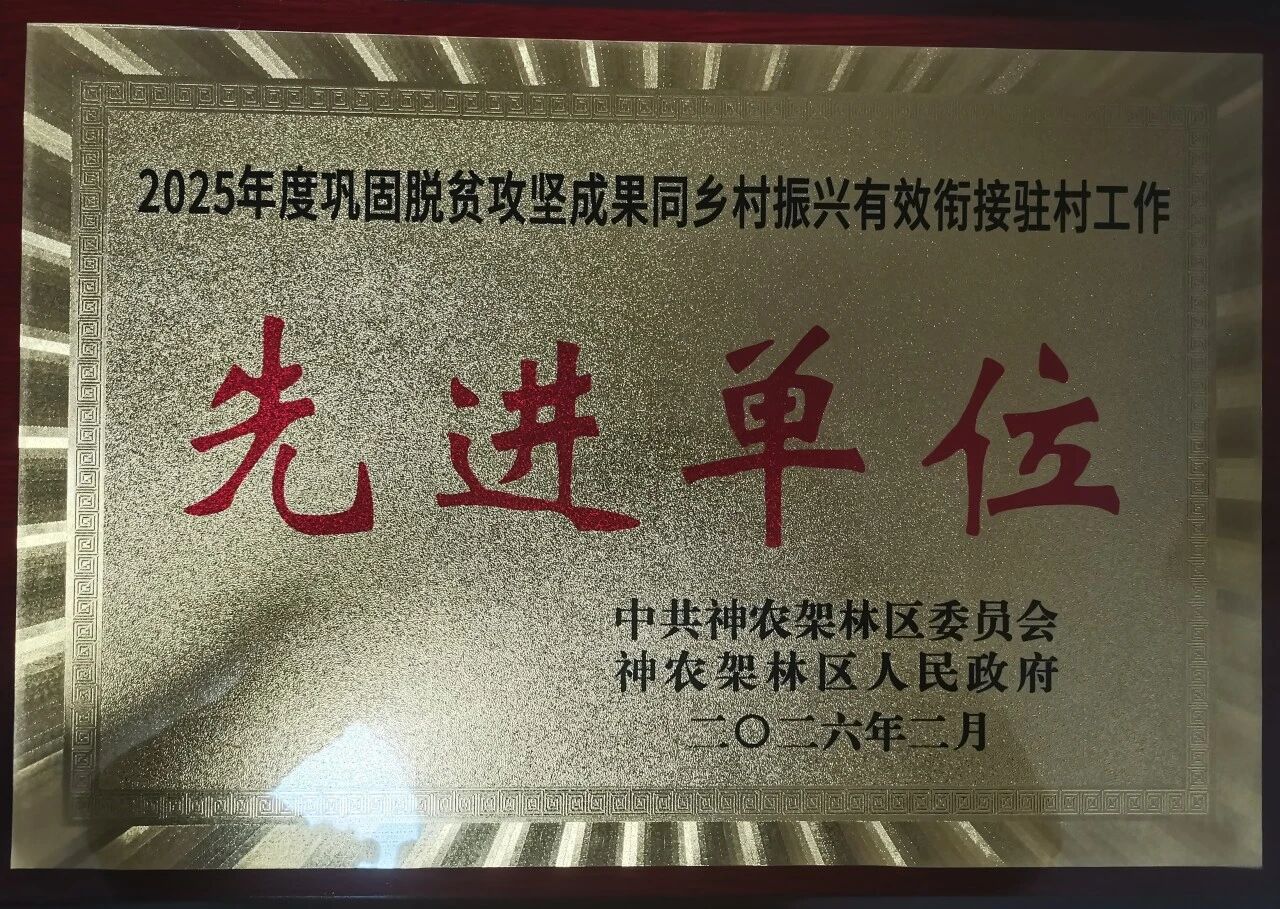 2025年度巩固脱贫攻坚成果同乡村振兴有效衔接驻村工作
先进单位
中共神农架林区委员会
神农架林区人民政府
二〇二六年二月